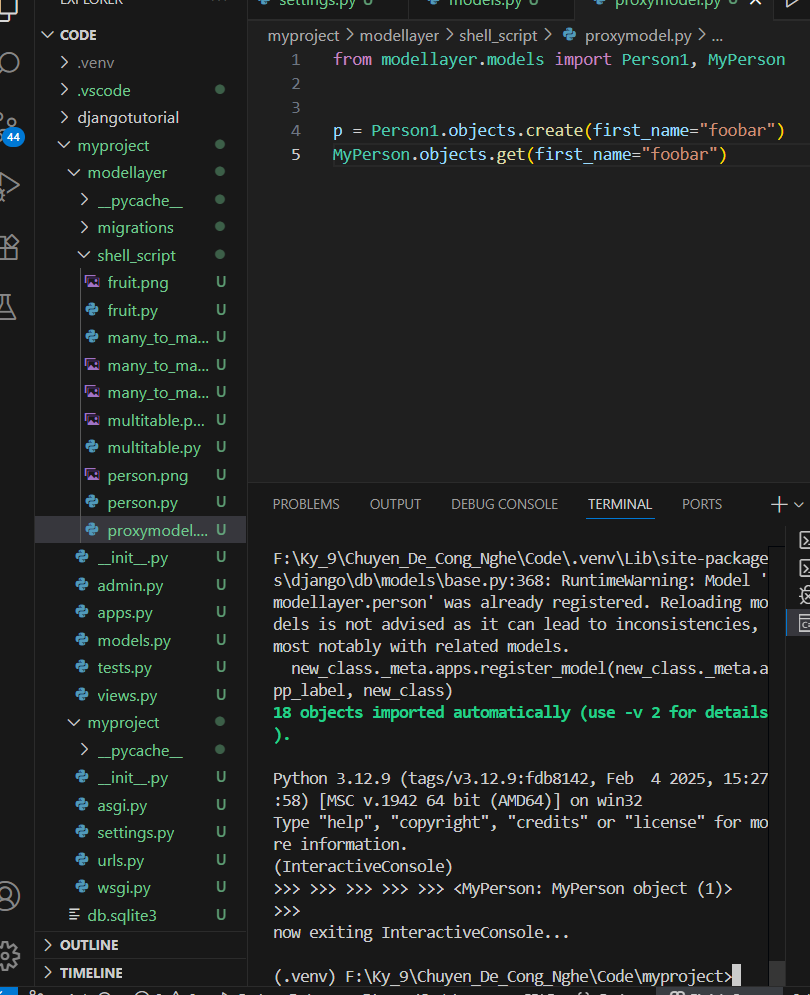 EXPLORER
settings.py U
models.py U
proxymodel.py U
CODE
myproject > modellayer > shell_script > proxymodel.py > ...
.venv
.vscode
djangotutorial
44
myproject
modellayer
__pycache__
migrations
shell_script
fruit.png U
fruit.py U
many_to_ma... U
many_to_ma... U
many_to_ma... U
multitable.p... U
multitable.py U
person.png U
person.py U
proxymodel.... U
__init__.py U
admin.py U
apps.py U
models.py U
tests.py U
views.py U
myproject
__pycache__
__init__.py U
asgi.py U
settings.py U
urls.py U
wsgi.py U
db.sqlite3 U
OUTLINE
TIMELINE
1 from modellayer.models import Person1, MyPerson
2
3
4 p = Person1.objects.create(first_name="foobar")
5 MyPerson.objects.get(first_name="foobar")
PROBLEMS OUTPUT DEBUG CONSOLE TERMINAL PORTS
F:\Ky_9\Chuyen_De_Cong_Nghe\Code\.venv\Lib\site-package
s\django\db\models\base.py:368: RuntimeWarning: Model '
modellayer.person' was already registered. Reloading mo
dels is not advised as it can lead to inconsistencies,
most notably with related models.
new_class._meta.apps.register_model(new_class._meta.a
pp_label, new_class)
18 objects imported automatically (use -v 2 for details
).
Python 3.12.9 (tags/v3.12.9:fdb8142, Feb  4 2025, 15:27
:58) [MSC v.1942 64 bit (AMD64)] on win32
Type "help", "copyright", "credits" or "license" for mo
re information.
(InteractiveConsole)
>>> >>> >>> >>> >>> <MyPerson: MyPerson object (1)>
>>>
now exiting InteractiveConsole...
(.venv) F:\Ky_9\Chuyen_De_Cong_Nghe\Code\myproject>